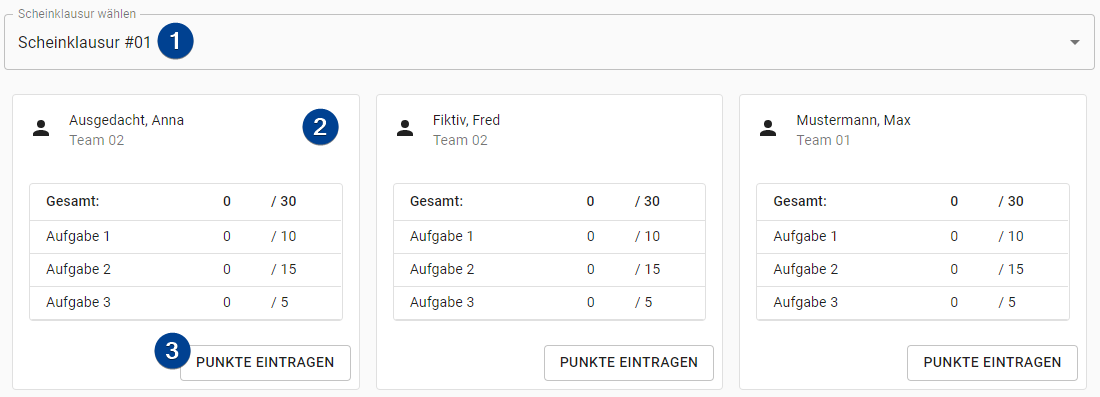 Scheinklausur wählen
Scheinklausur #01
1
Ausgedacht, Anna
Team 02
2
Gesamt: 0 / 30
Aufgabe 1 0 / 10
Aufgabe 2 0 / 15
Aufgabe 3 0 / 5
3
PUNKTE EINTRAGEN
Fiktiv, Fred
Team 02
Gesamt: 0 / 30
Aufgabe 1 0 / 10
Aufgabe 2 0 / 15
Aufgabe 3 0 / 5
PUNKTE EINTRAGEN
Mustermann, Max
Team 01
Gesamt: 0 / 30
Aufgabe 1 0 / 10
Aufgabe 2 0 / 15
Aufgabe 3 0 / 5
PUNKTE EINTRAGEN